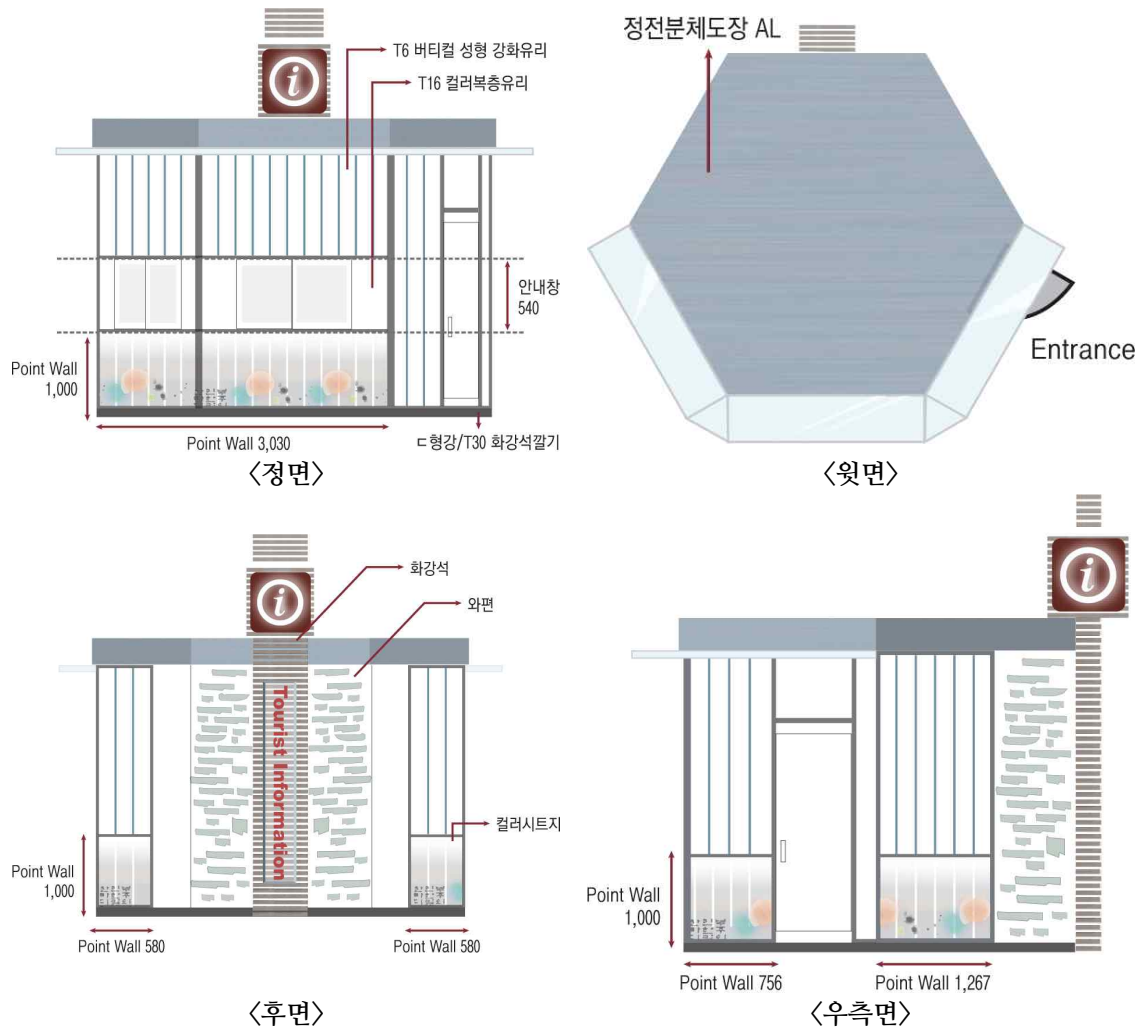 i
T6 버티컬 성형 강화유리
T16 컬러복층유리
안내창
540
Point Wall
1,000
Point Wall 3,030
ㄷ형강/T30 화강석깔기
〈정면〉
정전분체도장 AL
Entrance
〈윗면〉
i
화강석
와편
Tourist Information
컬러시트지
Point Wall
1,000
Point Wall 580
Point Wall 580
〈후면〉
i
Point Wall
1,000
Point Wall 756
Point Wall 1,267
〈우측면〉